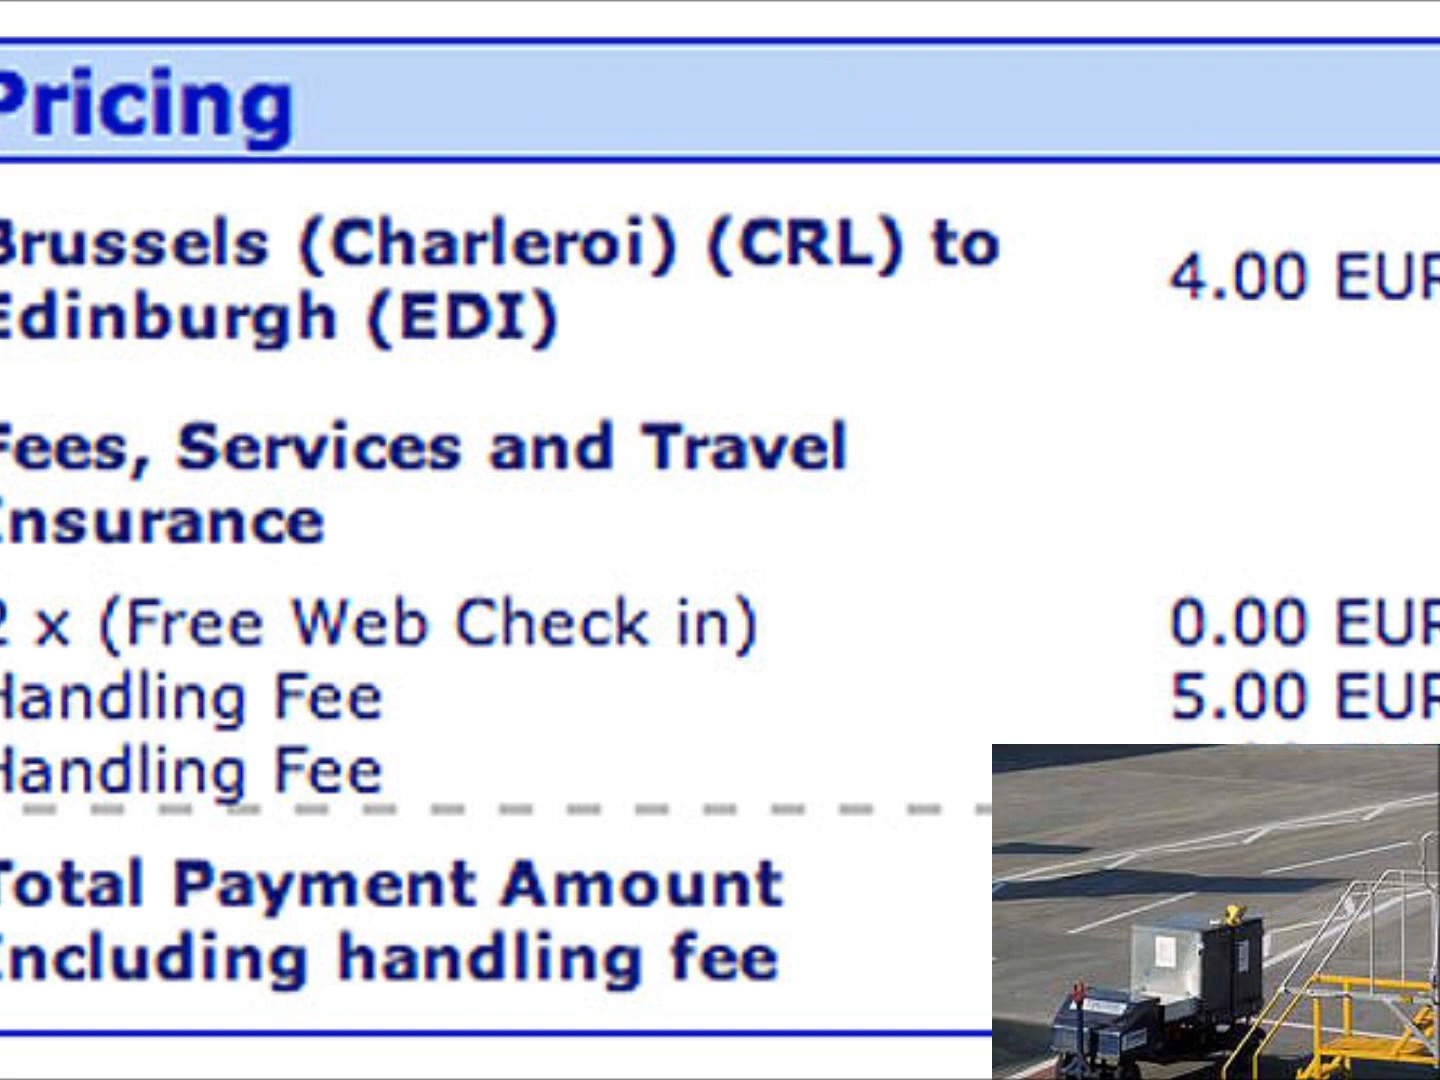 Pricing
Brussels (Charleroi) (CRL) to
4.00 EUR
Edinburgh (EDI)
Fees, Services and Travel
Insurance
2 x (Free Web Check in)
0.00 EUR
Handling Fee
5.00 EUR
Handling Fee
Total Payment Amount
Including handling fee